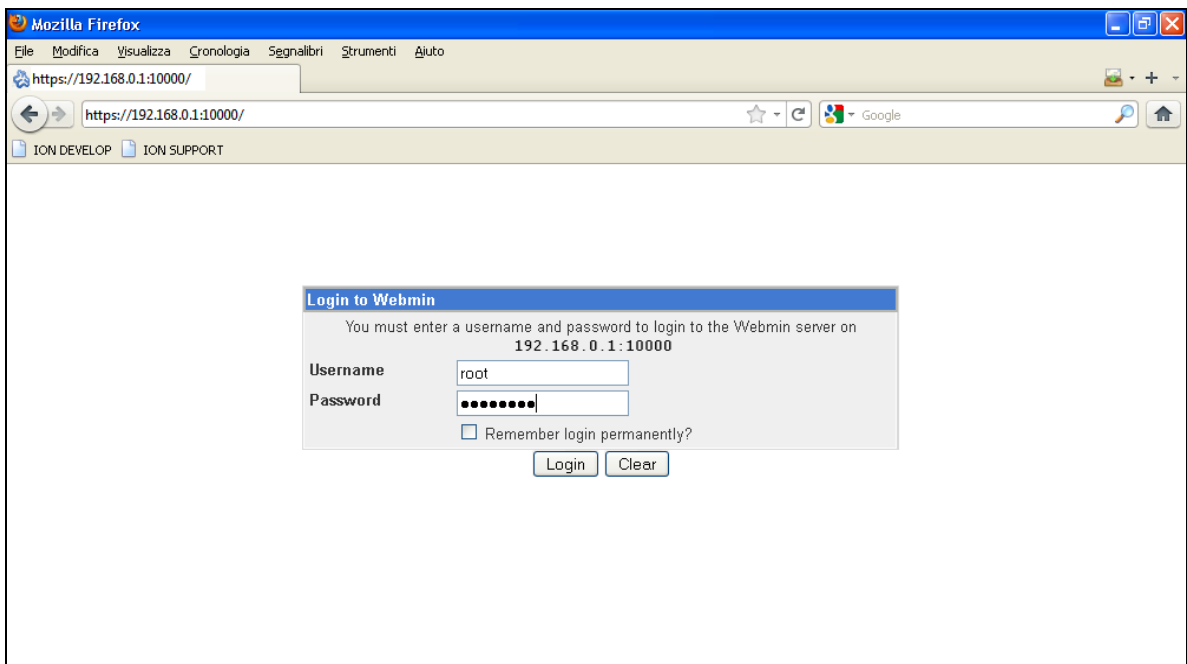 Mozilla Firefox
File Modifica Visualizza Cronologia Segnalibri Strumenti Aiuto
https://192.168.0.1:10000/
https://192.168.0.1:10000/ Google
ION DEVELOP ION SUPPORT
Login to Webmin
You must enter a username and password to login to the Webmin server on
192.168.0.1:10000
Username root
Password ●●●●●●●●
Remember login permanently?
Login Clear